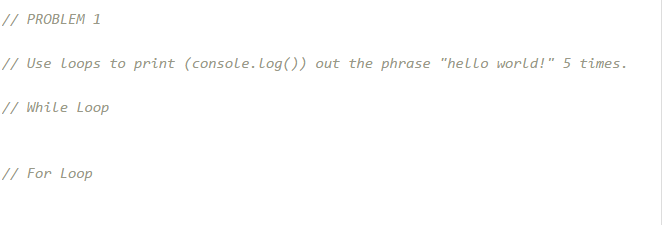 // PROBLEM 1
// Use loops to print (console.log()) out the phrase "hello world!" 5 times.
// While Loop
// For Loop